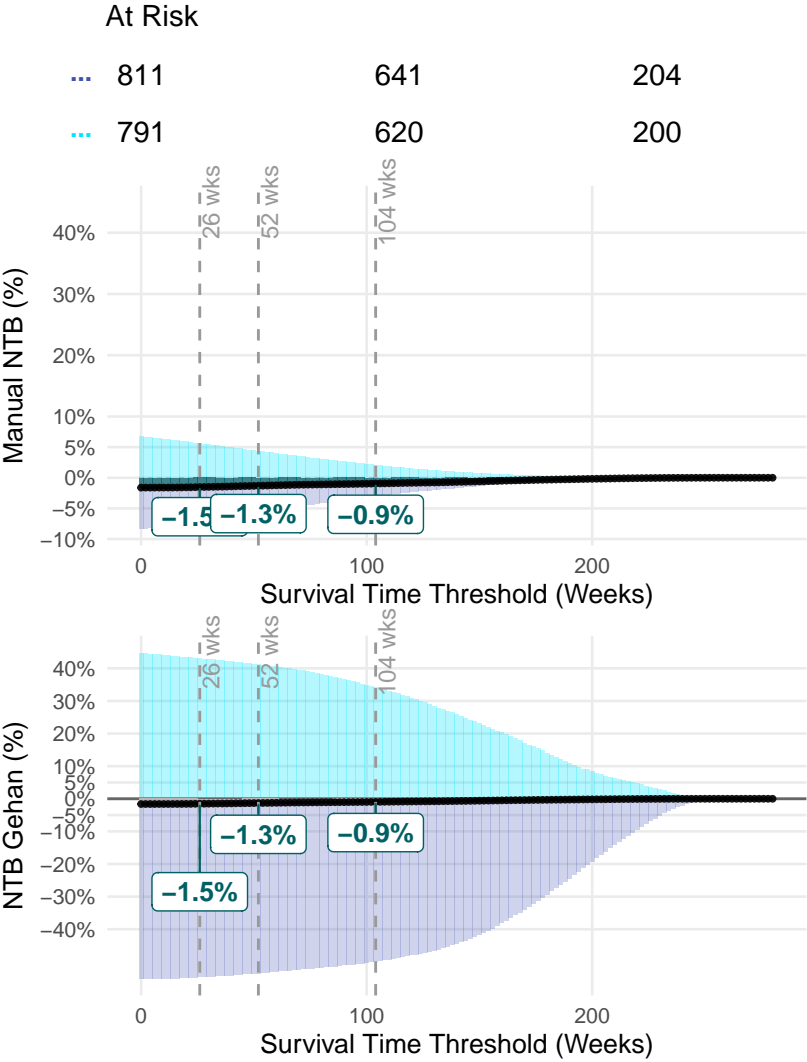 At Risk
811 641 204
791 620 200
26 wks 52 wks 104 wks
Manual NTB (%)
40%
30%
20%
10%
5%
0%
−5%
−10%
−1.5 −1.3% −0.9%
0 100 200
Survival Time Threshold (Weeks)
26 wks 52 wks 104 wks
NTB Gehan (%)
40%
30%
20%
10%
5%
0%
−5%
−10%
−20%
−30%
−40%
−1.3% −0.9%
−1.5%
0 100 200
Survival Time Threshold (Weeks)